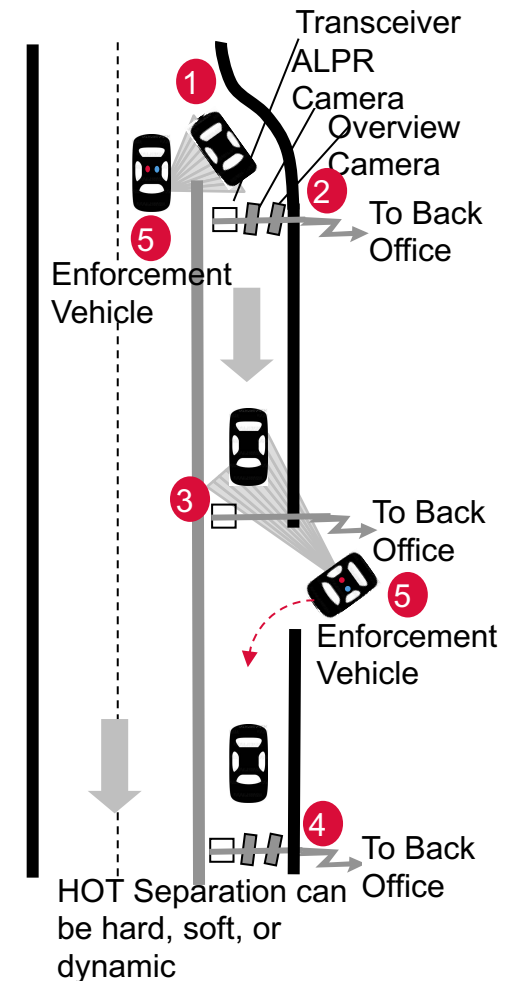 Transceiver
ALPR
Camera
Overview
Camera
1
2
To Back
Office
5
Enforcement
Vehicle
3
To Back
Office
5
Enforcement
Vehicle
4
To Back
Office
HOT Separation can
be hard, soft, or
dynamic